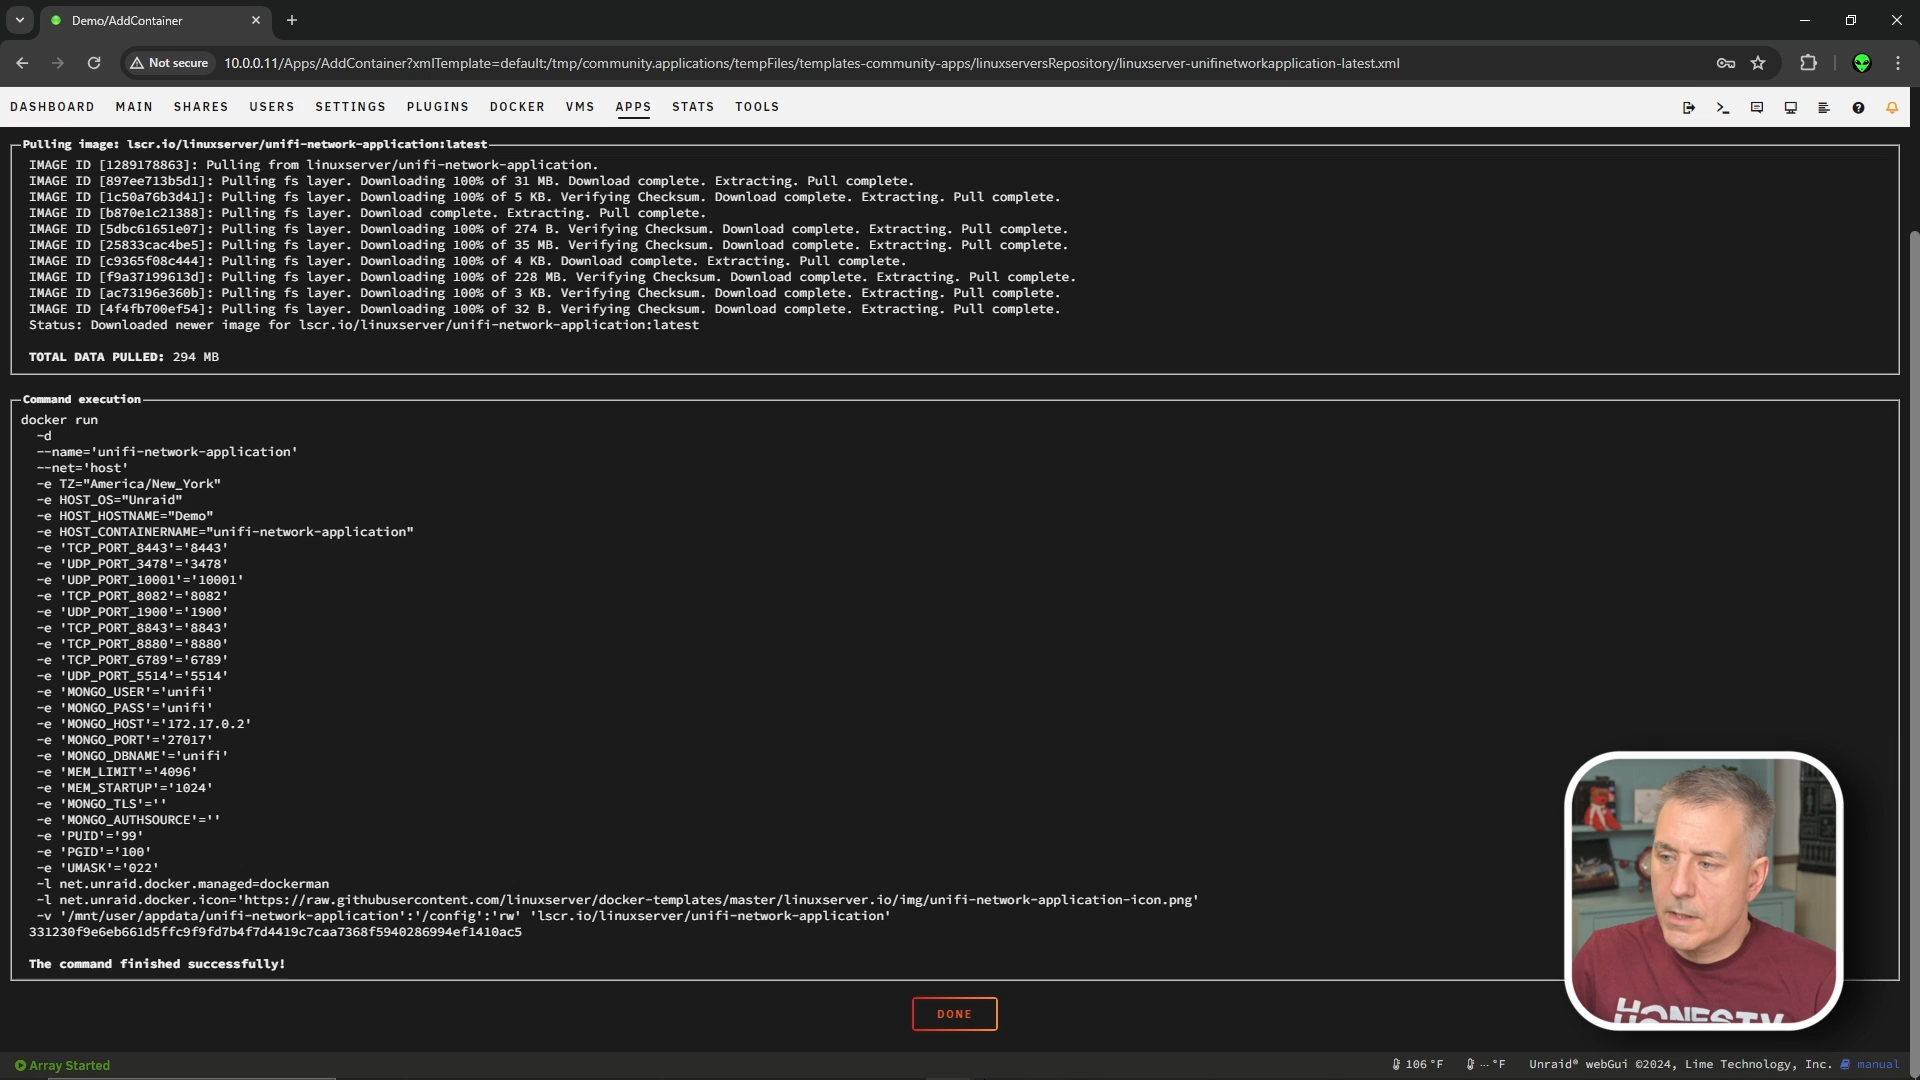 Demo/AddContainer
Not secure
10.0.0.11/Apps/AddContainer?xmlTemplate=default:/tmp/community.applications/tempFiles/templates-community-apps/linuxserversRepository/linuxserver-unifinetworkapplication-latest.xml
DASHBOARD MAIN SHARES USERS SETTINGS PLUGINS DOCKER VMS APPS STATS TOOLS
Pulling image: lscr.io/linuxserver/unifi-network-application:latest
IMAGE ID [1289178863]: Pulling from linuxserver/unifi-network-application.
IMAGE ID [897ee713b5d1]: Pulling fs layer. Downloading 100% of 31 MB. Download complete. Extracting. Pull complete.
IMAGE ID [1c50a76b3d41]: Pulling fs layer. Downloading 100% of 5 KB. Verifying Checksum. Download complete. Extracting. Pull complete.
IMAGE ID [b870e1c21388]: Pulling fs layer. Download complete. Extracting. Pull complete.
IMAGE ID [5dbc61651e07]: Pulling fs layer. Downloading 100% of 274 B. Verifying Checksum. Download complete. Extracting. Pull complete.
IMAGE ID [25833cac4be5]: Pulling fs layer. Downloading 100% of 35 MB. Verifying Checksum. Download complete. Extracting. Pull complete.
IMAGE ID [c9365f08c444]: Pulling fs layer. Downloading 100% of 4 KB. Download complete. Extracting. Pull complete.
IMAGE ID [f9a37199613d]: Pulling fs layer. Downloading 100% of 228 MB. Verifying Checksum. Download complete. Extracting. Pull complete.
IMAGE ID [ac73196e360b]: Pulling fs layer. Downloading 100% of 3 KB. Verifying Checksum. Download complete. Extracting. Pull complete.
IMAGE ID [4f4fb700ef54]: Pulling fs layer. Downloading 100% of 32 B. Verifying Checksum. Download complete. Extracting. Pull complete.
Status: Downloaded newer image for lscr.io/linuxserver/unifi-network-application:latest
TOTAL DATA PULLED: 294 MB
Command execution
docker run
-d
--name='unifi-network-application'
--net='host'
-e TZ="America/New_York"
-e HOST_OS="Unraid"
-e HOST_HOSTNAME="Demo"
-e HOST_CONTAINERNAME="unifi-network-application"
-e 'TCP_PORT_8443'='8443'
-e 'UDP_PORT_3478'='3478'
-e 'UDP_PORT_10001'='10001'
-e 'TCP_PORT_8082'='8082'
-e 'UDP_PORT_1900'='1900'
-e 'TCP_PORT_8843'='8843'
-e 'TCP_PORT_8880'='8880'
-e 'TCP_PORT_6789'='6789'
-e 'UDP_PORT_5514'='5514'
-e 'MONGO_USER'='unifi'
-e 'MONGO_PASS'='unifi'
-e 'MONGO_HOST'='172.17.0.2'
-e 'MONGO_PORT'='27017'
-e 'MONGO_DBNAME'='unifi'
-e 'MEM_LIMIT'='4096'
-e 'MEM_STARTUP'='1024'
-e 'MONGO_TLS'=''
-e 'MONGO_AUTHSOURCE'=''
-e 'PUID'='99'
-e 'PGID'='100'
-e 'UMASK'='022'
-l net.unraid.docker.managed=dockerman
-l net.unraid.docker.icon='https://raw.githubusercontent.com/linuxserver/docker-templates/master/linuxserver.io/img/unifi-network-application-icon.png'
-v '/mnt/user/appdata/unifi-network-application':'/config':'rw' 'lscr.io/linuxserver/unifi-network-application'
331230f9e6eb661d5ffc9f9fd7b4f7d4419c7caa7368f5940286994ef1410ac5
The command finished successfully!
DONE
HONESTY
Array Started
106 °F
-- °F
Unraid® webGui ©2024, Lime Technology, Inc. manual